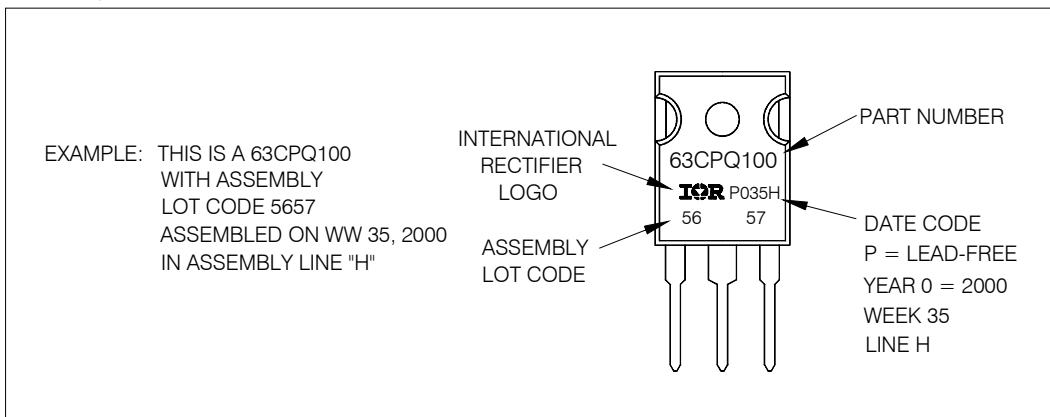 EXAMPLE: THIS IS A 63CPQ100
WITH ASSEMBLY
LOT CODE 5657
ASSEMBLED ON WW 35, 2000
IN ASSEMBLY LINE "H"
INTERNATIONAL
RECTIFIER
LOGO
ASSEMBLY
LOT CODE
63CPQ100
IOR P035H
56 57
PART NUMBER
DATE CODE
P = LEAD-FREE
YEAR 0 = 2000
WEEK 35
LINE H